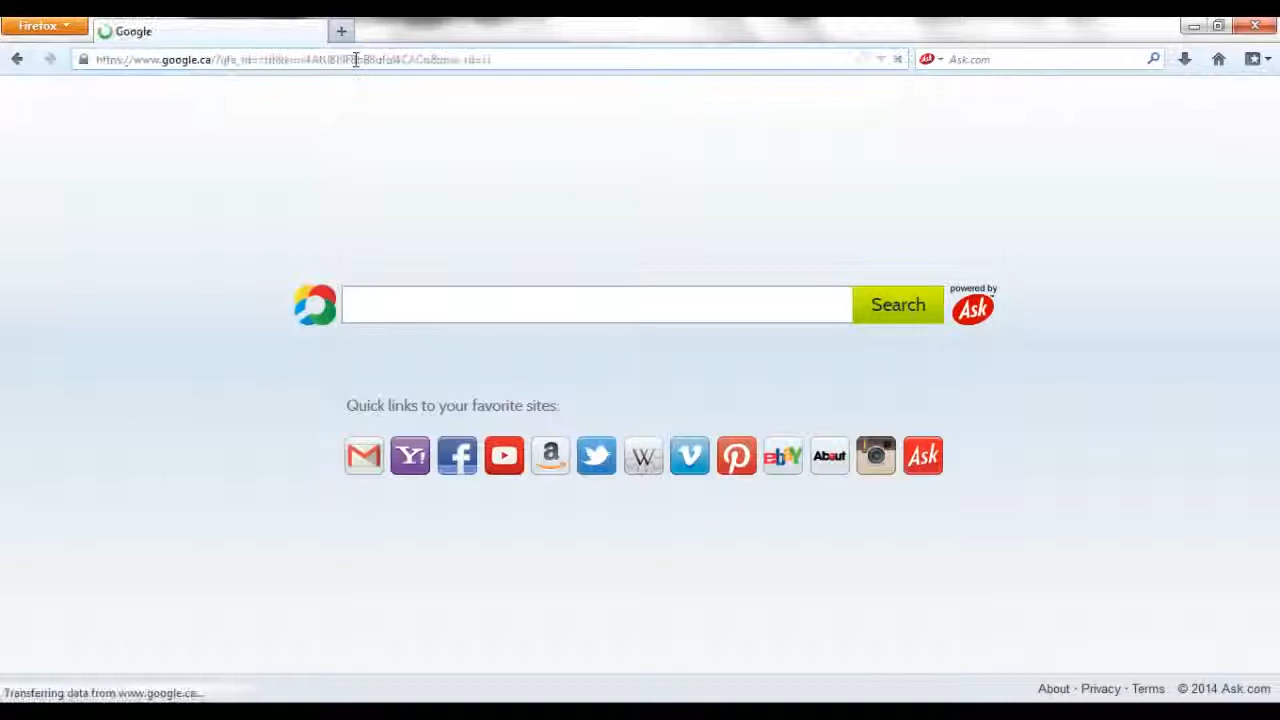 Firefox
Google
https://www.google.ca/
Ask.com
Search
powered by
Ask
Quick links to your favorite sites:
About
Ask
Transferring data from www.google.ca...
About · Privacy · Terms © 2014 Ask.com